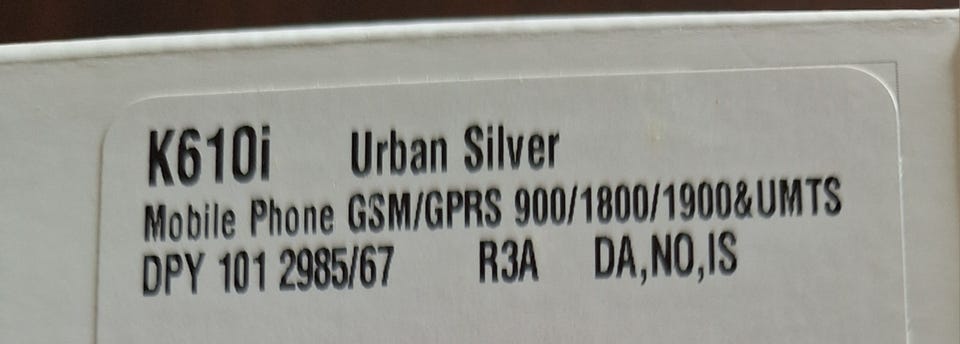 K610i Urban Silver
Mobile Phone GSM/GPRS 900/1800/1900&UMTS
DPY 101 2985/67 R3A DA,NO,IS